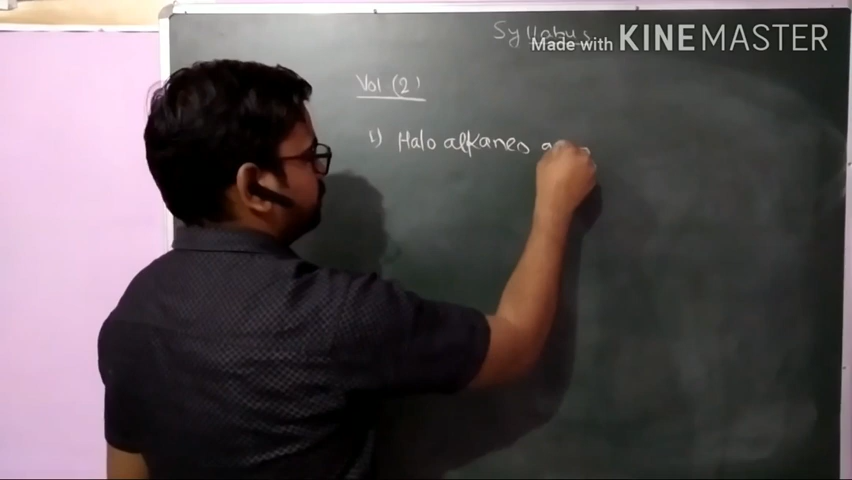 Syllabus
Made with KINEMASTER
Vol (2)
1) Halo alkanes